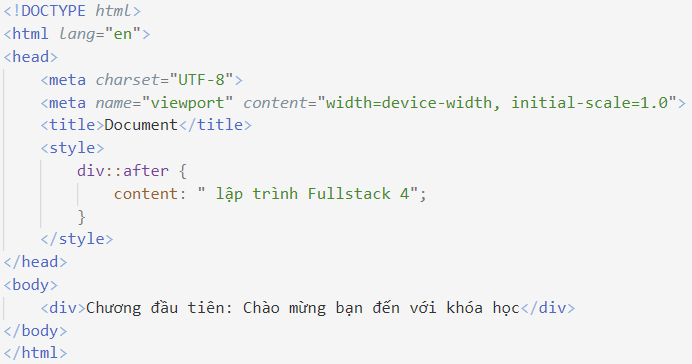 <!DOCTYPE html>
<html lang="en">
<head>
    <meta charset="UTF-8">
    <meta name="viewport" content="width=device-width, initial-scale=1.0">
    <title>Document</title>
    <style>
        div::after {
            content: " lập trình Fullstack 4";
        }
    </style>
</head>
<body>
    <div>Chương đầu tiên: Chào mừng bạn đến với khóa học</div>
</body>
</html>